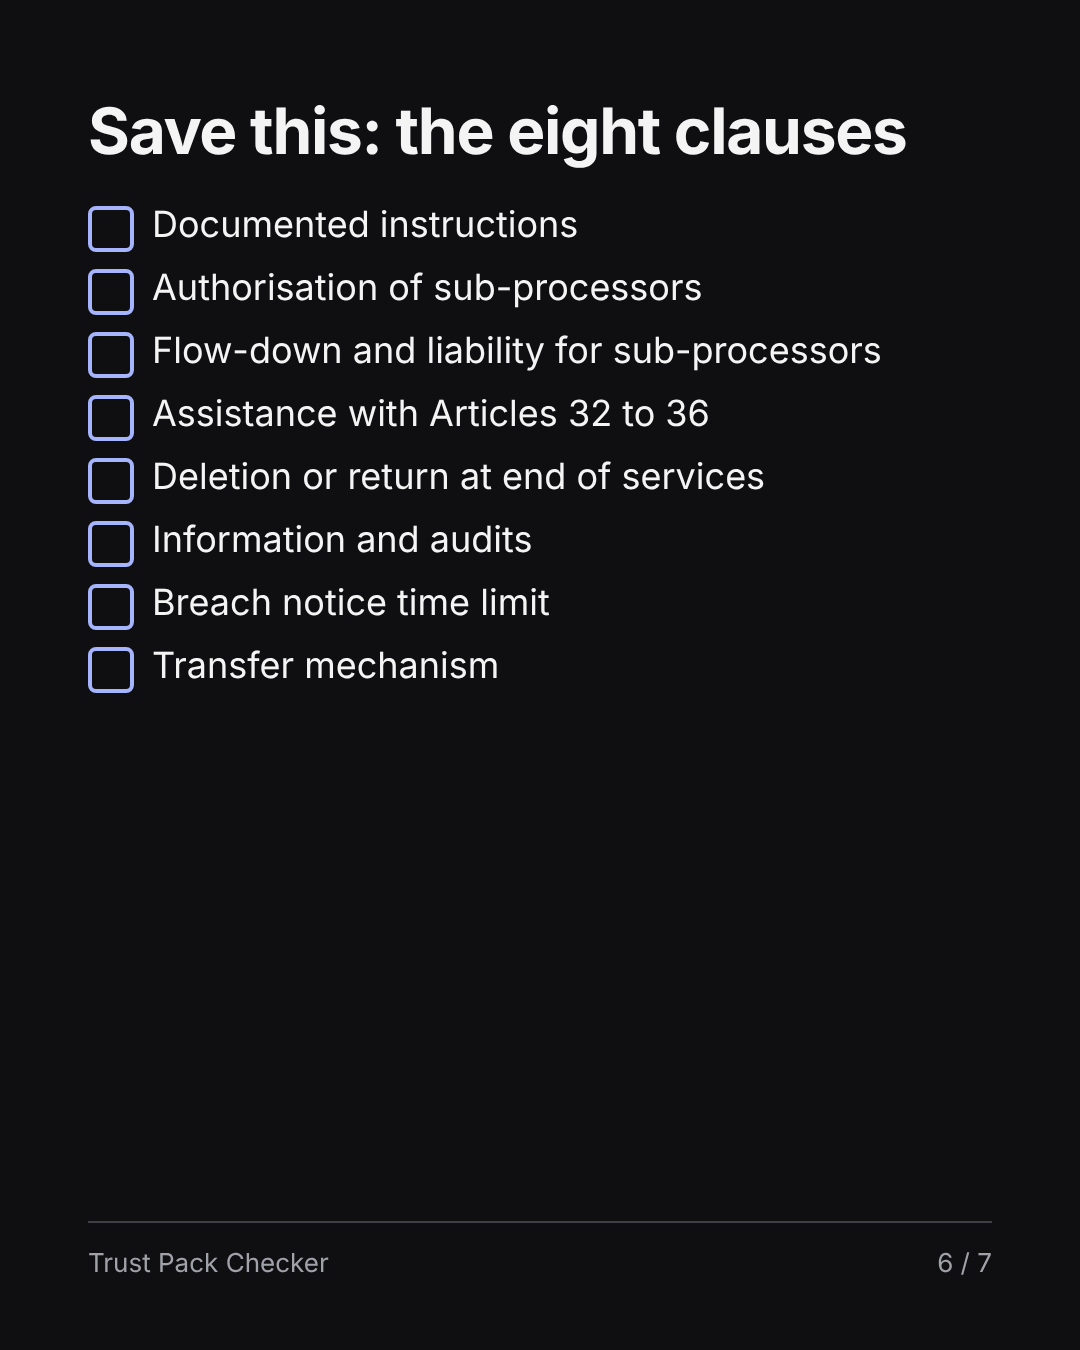 Save this: the eight clauses
Documented instructions
Authorisation of sub-processors
Flow-down and liability for sub-processors
Assistance with Articles 32 to 36
Deletion or return at end of services
Information and audits
Breach notice time limit
Transfer mechanism
Trust Pack Checker
6 / 7